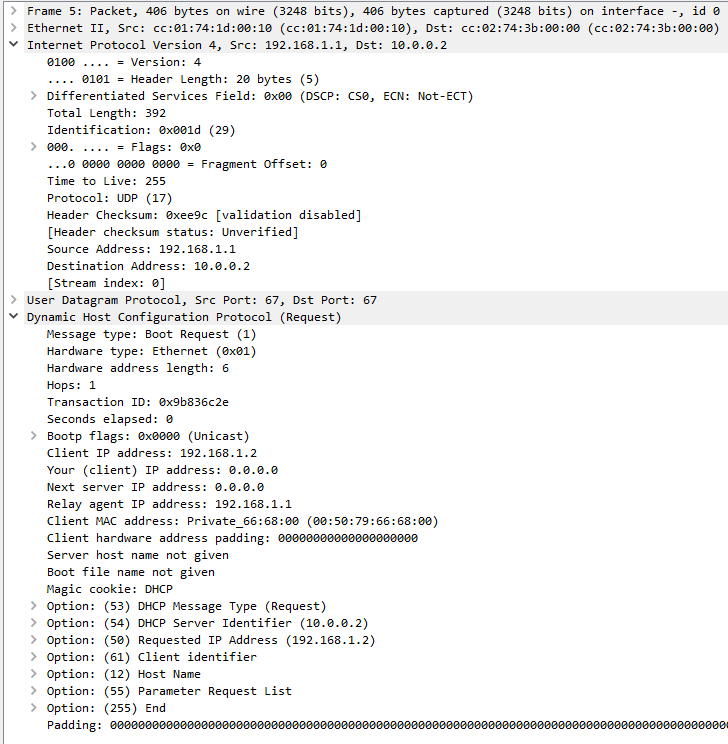 Frame 5: Packet, 406 bytes on wire (3248 bits), 406 bytes captured (3248 bits) on interface -, id 0
Ethernet II, Src: cc:01:74:1d:00:10 (cc:01:74:1d:00:10), Dst: cc:02:74:3b:00:00 (cc:02:74:3b:00:00)
Internet Protocol Version 4, Src: 192.168.1.1, Dst: 10.0.0.2
0100 .... = Version: 4
.... 0101 = Header Length: 20 bytes (5)
Differentiated Services Field: 0x00 (DSCP: CS0, ECN: Not-ECT)
Total Length: 392
Identification: 0x001d (29)
000. .... = Flags: 0x0
...0 0000 0000 0000 = Fragment Offset: 0
Time to Live: 255
Protocol: UDP (17)
Header Checksum: 0xee9c [validation disabled]
[Header checksum status: Unverified]
Source Address: 192.168.1.1
Destination Address: 10.0.0.2
[Stream index: 0]
User Datagram Protocol, Src Port: 67, Dst Port: 67
Dynamic Host Configuration Protocol (Request)
Message type: Boot Request (1)
Hardware type: Ethernet (0x01)
Hardware address length: 6
Hops: 1
Transaction ID: 0x9b836c2e
Seconds elapsed: 0
Bootp flags: 0x0000 (Unicast)
Client IP address: 192.168.1.2
Your (client) IP address: 0.0.0.0
Next server IP address: 0.0.0.0
Relay agent IP address: 192.168.1.1
Client MAC address: Private_66:68:00 (00:50:79:66:68:00)
Client hardware address padding: 00000000000000000000
Server host name not given
Boot file name not given
Magic cookie: DHCP
Option: (53) DHCP Message Type (Request)
Option: (54) DHCP Server Identifier (10.0.0.2)
Option: (50) Requested IP Address (192.168.1.2)
Option: (61) Client identifier
Option: (12) Host Name
Option: (55) Parameter Request List
Option: (255) End
Padding: 0000000000000000000000000000000000000000000000000000000000000000000000000000000000000000